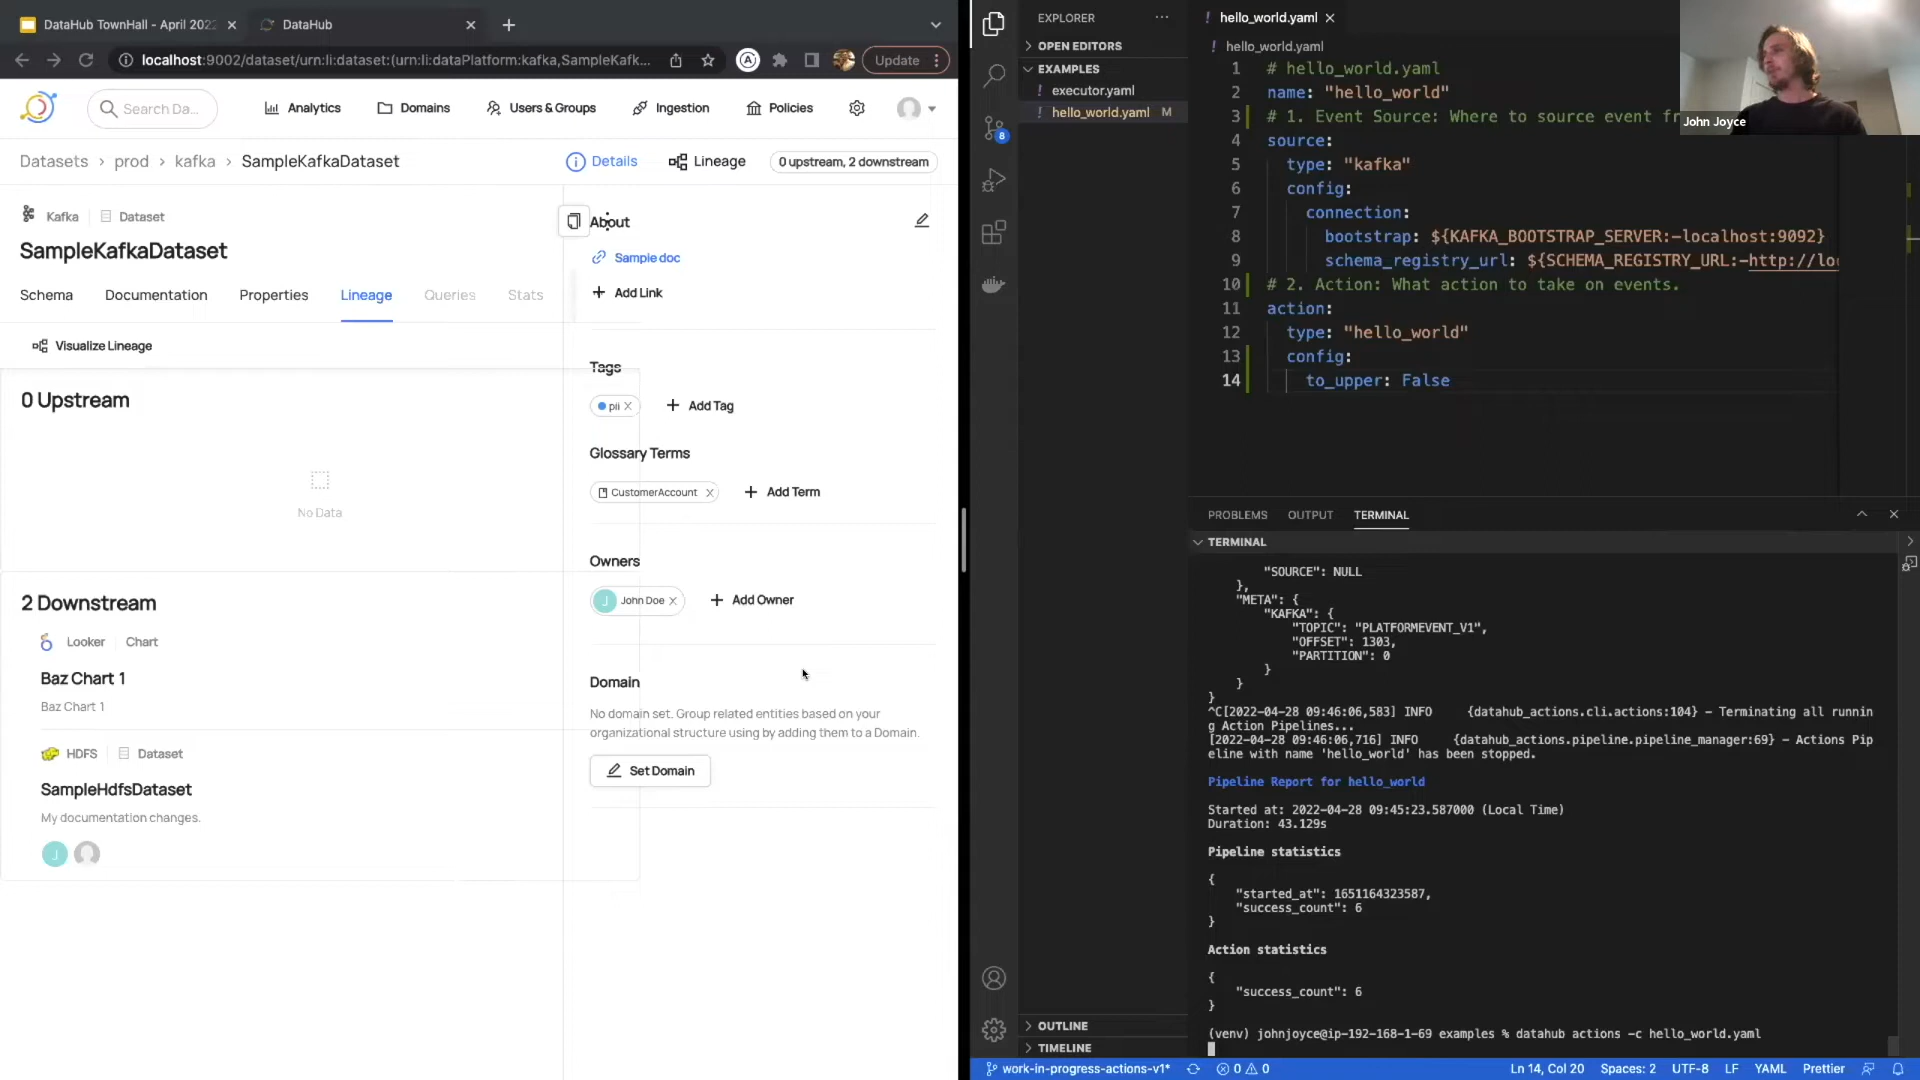 DataHub TownHall - April 2022
DataHub
localhost:9002/dataset/urn:li:dataset:(urn:li:dataPlatform:kafka,SampleKafk...
Update
Search Da...
Analytics
Domains
Users & Groups
Ingestion
Policies
Datasets > prod > kafka > SampleKafkaDataset
Details
Lineage
0 upstream, 2 downstream
Kafka
Dataset
SampleKafkaDataset
Schema
Documentation
Properties
Lineage
Queries
Stats
Visualize Lineage
0 Upstream
No Data
2 Downstream
Looker
Chart
Baz Chart 1
Baz Chart 1
HDFS
Dataset
SampleHdfsDataset
My documentation changes.
J
About
Sample doc
+ Add Link
Tags
pii
+ Add Tag
Glossary Terms
CustomerAccount
+ Add Term
Owners
J
John Doe
+ Add Owner
Domain
No domain set. Group related entities based on your
organizational structure using by adding them to a Domain.
Set Domain
8
EXPLORER
...
OPEN EDITORS
EXAMPLES
! executor.yaml
! hello_world.yaml M
OUTLINE
TIMELINE
! hello_world.yaml
! hello_world.yaml
1 # hello_world.yaml
2 name: "hello_world"
3 # 1. Event Source: Where to source event fr
4 source:
5 type: "kafka"
6 config:
7 connection:
8 bootstrap: ${KAFKA_BOOTSTRAP_SERVER:-localhost:9092}
9 schema_registry_url: ${SCHEMA_REGISTRY_URL:-http://lo
10 # 2. Action: What action to take on events.
11 action:
12 type: "hello_world"
13 config:
14 to_upper: False
John Joyce
PROBLEMS
OUTPUT
TERMINAL
TERMINAL
"SOURCE": NULL
},
"META": {
"KAFKA": {
"TOPIC": "PLATFORMEVENT_V1",
"OFFSET": 1303,
"PARTITION": 0
}
}
}
^C[2022-04-28 09:46:06,583] INFO {datahub_actions.cli.actions:104} – Terminating all runnin
g Action Pipelines...
[2022-04-28 09:46:06,716] INFO {datahub_actions.pipeline.pipeline_manager:69} – Actions Pip
eline with name 'hello_world' has been stopped.
Pipeline Report for hello_world
Started at: 2022-04-28 09:45:23.587000 (Local Time)
Duration: 43.129s
Pipeline statistics
{
"started_at": 1651164323587,
"success_count": 6
}
Action statistics
{
"success_count": 6
}
(venv) johnjoyce@ip-192-168-1-69 examples % datahub actions -c hello_world.yaml
work-in-progress-actions-v1*
0
0
Ln 14, Col 20
Spaces: 2
UTF-8
LF
YAML
Prettier